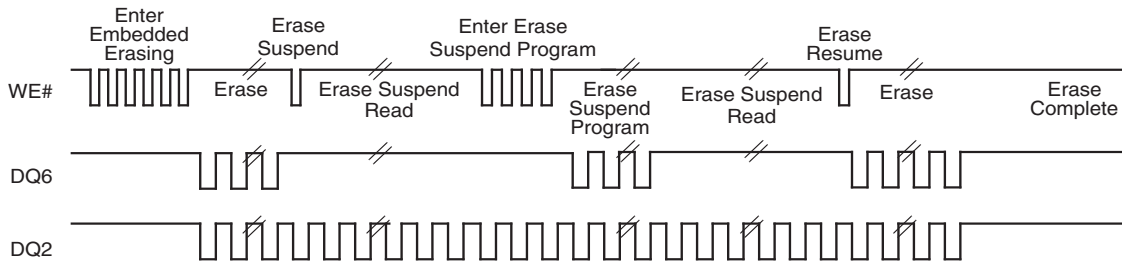 Enter
Embedded
Erasing
Erase
Suspend
Enter Erase
Suspend Program
Erase
Resume
WE#
Erase
Erase Suspend
Read
Erase
Suspend
Program
Erase Suspend
Read
Erase
Erase
Complete
DQ6
DQ2